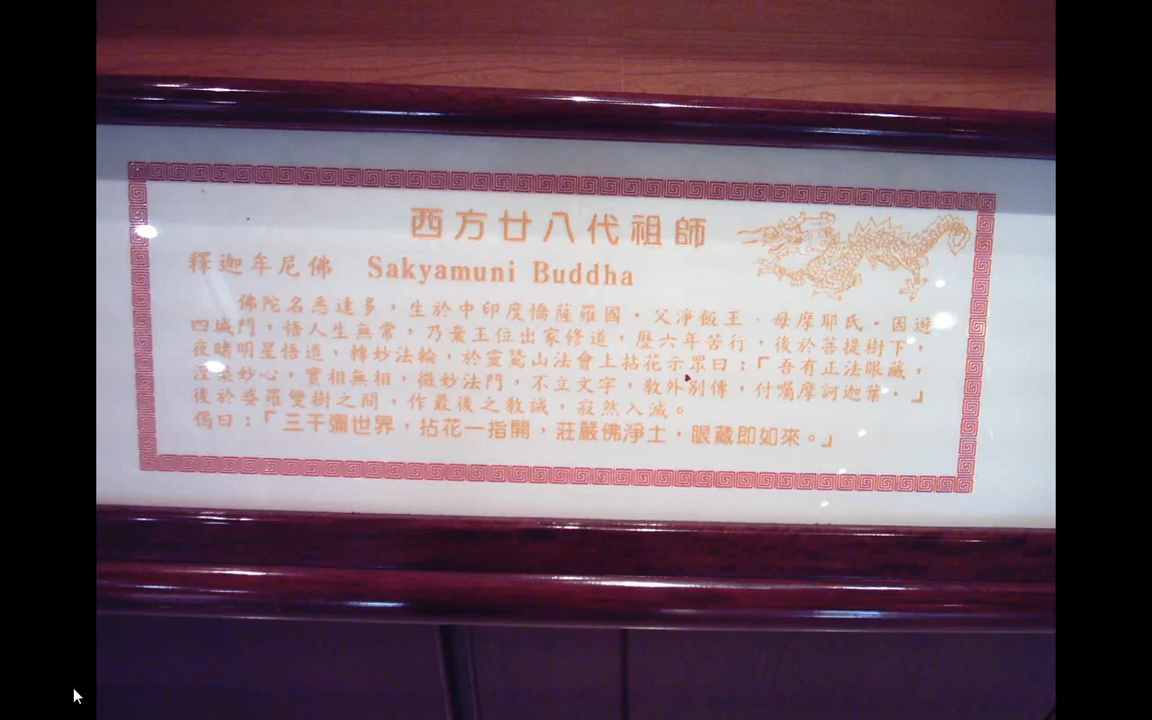 西方廿八代祖師
釋迦牟尼佛 Sakyamuni Buddha
佛陀名悉達多，生於中印度憍薩羅國。父淨飯王，母摩耶氏。因遊
四城門，悟人生無常，乃棄王位出家修道，歷六年苦行，後於菩提樹下，
夜睹明星悟道，轉妙法輪，於靈鷲山法會上拈花示眾曰：「吾有正法眼藏，
涅槃妙心，實相無相，微妙法門，不立文字，教外別傳，付囑摩訶迦葉。」
後於娑羅雙樹之間，作最後之教誡，寂然入滅。
偈曰：「三千彌世界，拈花一指開，莊嚴佛淨土，眼藏即如來。」